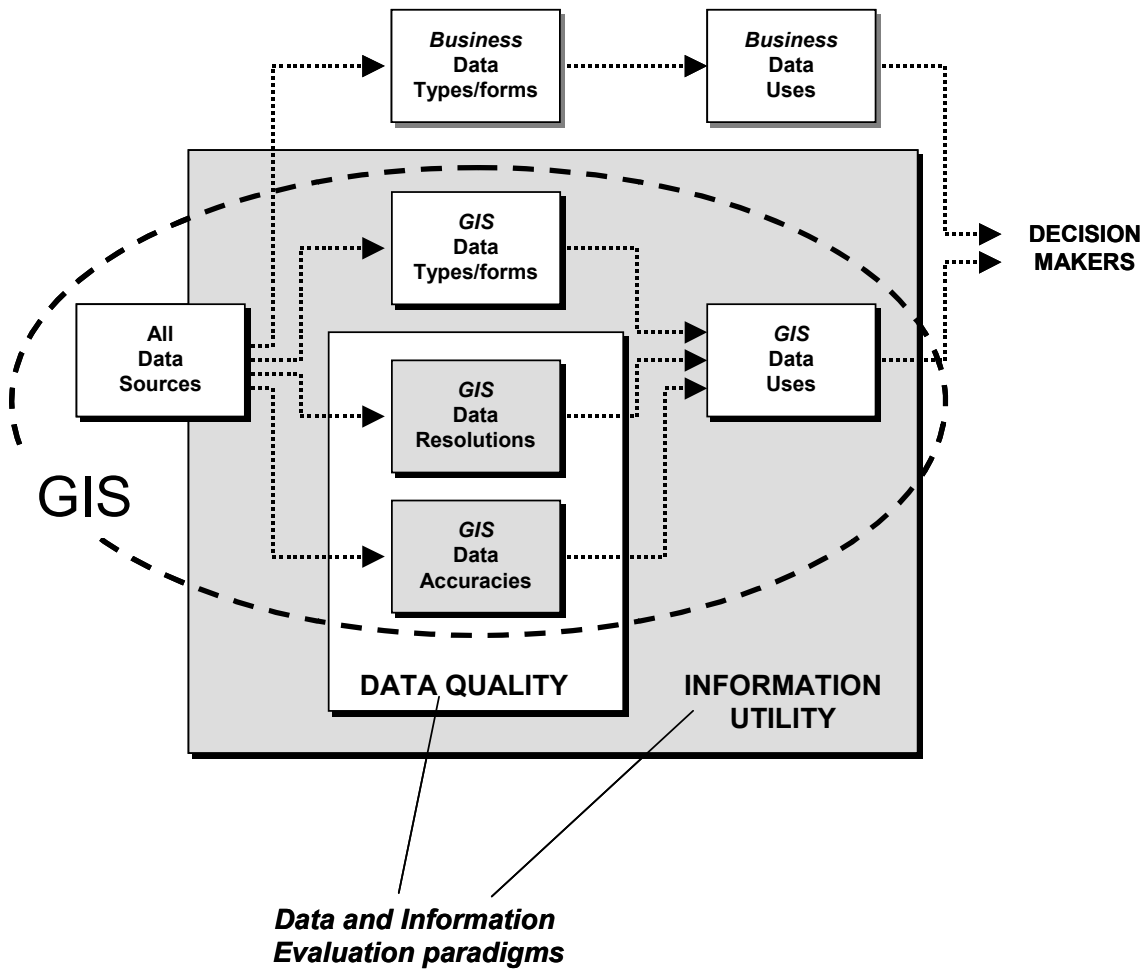 Business
Data
Types/forms
Business
Data
Uses
GIS
Data
Types/forms
DECISION
MAKERS
All
Data
Sources
GIS
Data
Resolutions
GIS
Data
Uses
GIS
GIS
Data
Accuracies
DATA QUALITY
INFORMATION
UTILITY
Data and Information
Evaluation paradigms